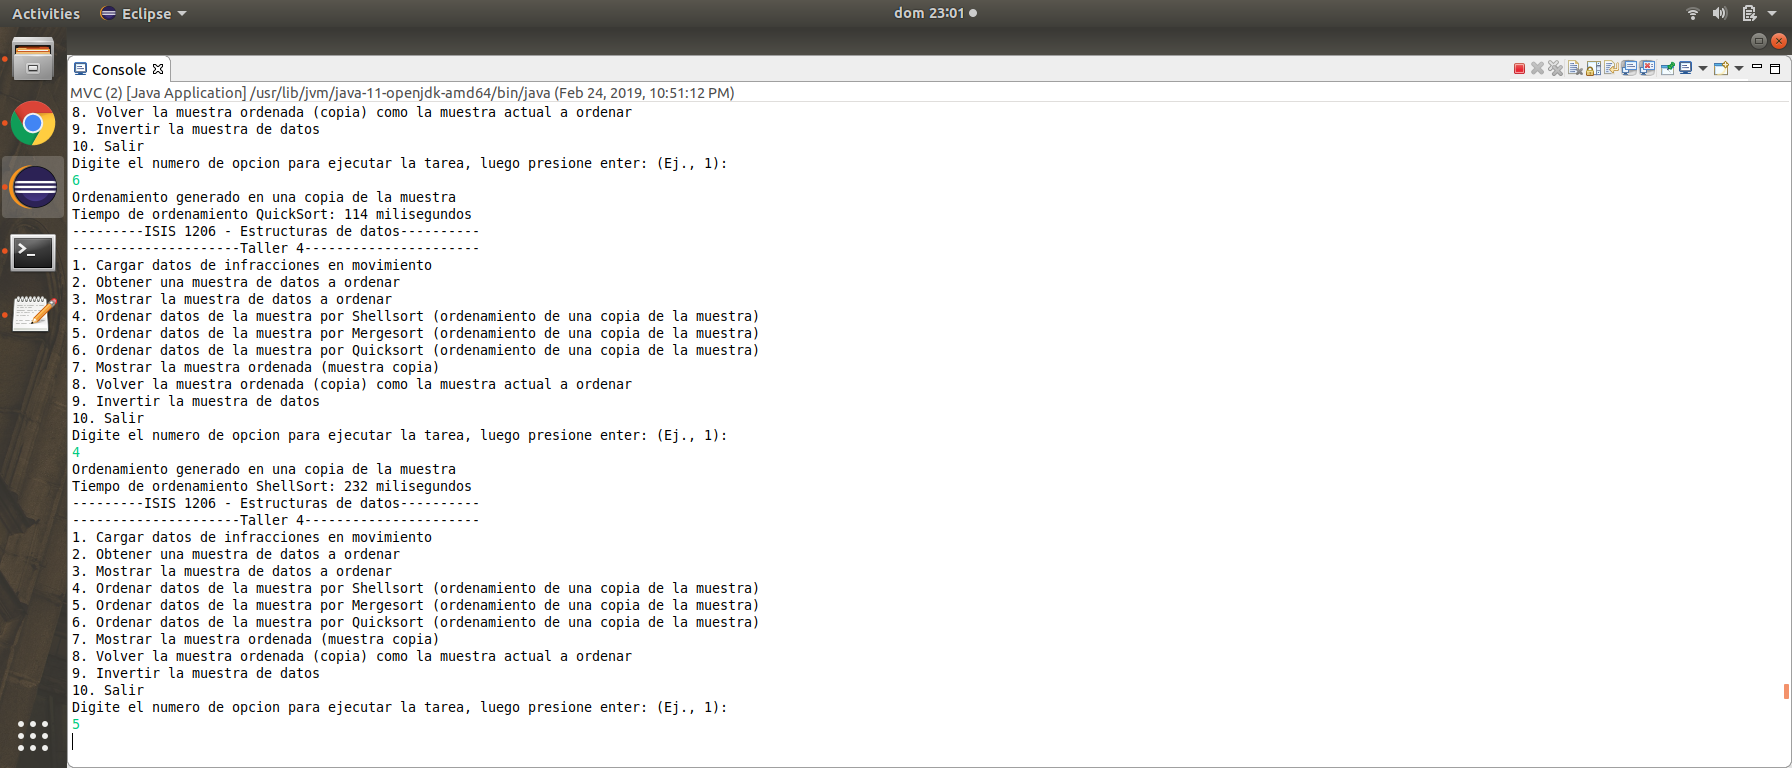 Activities Eclipse dom 23:01
Console
MVC (2) [Java Application] /usr/lib/jvm/java-11-openjdk-amd64/bin/java (Feb 24, 2019, 10:51:12 PM)
8. Volver la muestra ordenada (copia) como la muestra actual a ordenar
9. Invertir la muestra de datos
10. Salir
Digite el numero de opcion para ejecutar la tarea, luego presione enter: (Ej., 1):
6
Ordenamiento generado en una copia de la muestra
Tiempo de ordenamiento QuickSort: 114 milisegundos
---------ISIS 1206 - Estructuras de datos----------
---------------------Taller 4----------------------
1. Cargar datos de infracciones en movimiento
2. Obtener una muestra de datos a ordenar
3. Mostrar la muestra de datos a ordenar
4. Ordenar datos de la muestra por Shellsort (ordenamiento de una copia de la muestra)
5. Ordenar datos de la muestra por Mergesort (ordenamiento de una copia de la muestra)
6. Ordenar datos de la muestra por Quicksort (ordenamiento de una copia de la muestra)
7. Mostrar la muestra ordenada (muestra copia)
8. Volver la muestra ordenada (copia) como la muestra actual a ordenar
9. Invertir la muestra de datos
10. Salir
Digite el numero de opcion para ejecutar la tarea, luego presione enter: (Ej., 1):
4
Ordenamiento generado en una copia de la muestra
Tiempo de ordenamiento ShellSort: 232 milisegundos
---------ISIS 1206 - Estructuras de datos----------
---------------------Taller 4----------------------
1. Cargar datos de infracciones en movimiento
2. Obtener una muestra de datos a ordenar
3. Mostrar la muestra de datos a ordenar
4. Ordenar datos de la muestra por Shellsort (ordenamiento de una copia de la muestra)
5. Ordenar datos de la muestra por Mergesort (ordenamiento de una copia de la muestra)
6. Ordenar datos de la muestra por Quicksort (ordenamiento de una copia de la muestra)
7. Mostrar la muestra ordenada (muestra copia)
8. Volver la muestra ordenada (copia) como la muestra actual a ordenar
9. Invertir la muestra de datos
10. Salir
Digite el numero de opcion para ejecutar la tarea, luego presione enter: (Ej., 1):
5